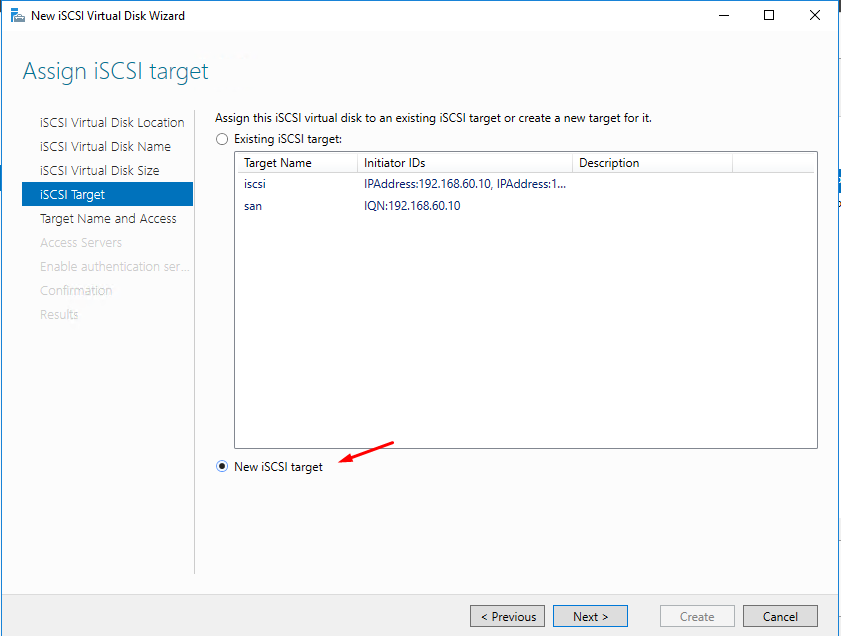 New iSCSI Virtual Disk Wizard
Assign iSCSI target
iSCSI Virtual Disk Location
iSCSI Virtual Disk Name
iSCSI Virtual Disk Size
iSCSI Target
Target Name and Access
Access Servers
Enable authentication ser...
Confirmation
Results
Assign this iSCSI virtual disk to an existing iSCSI target or create a new target for it.
Existing iSCSI target:
Target Name Initiator IDs Description
iscsi IPAddress:192.168.60.10, IPAddress:1...
san IQN:192.168.60.10
New iSCSI target
< Previous Next > Create Cancel